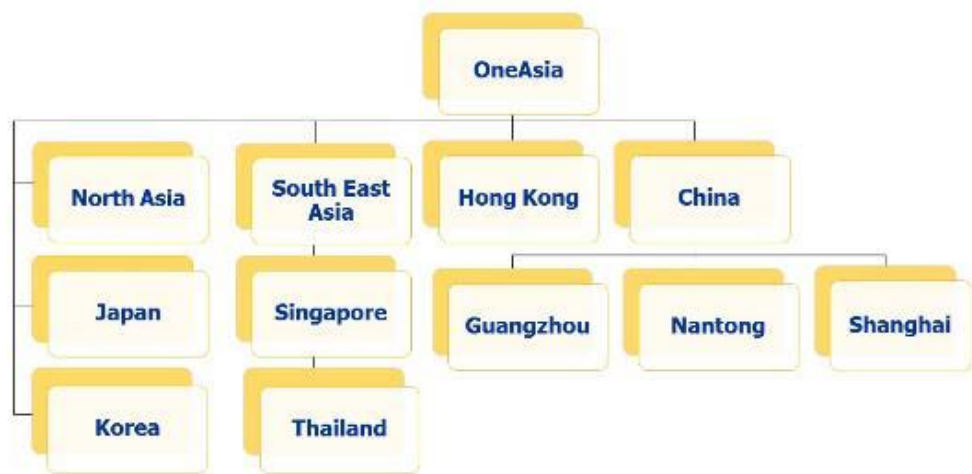 OneAsia
North Asia
South East
Asia
Hong Kong
China
Japan
Singapore
Guangzhou
Nantong
Shanghai
Korea
Thailand